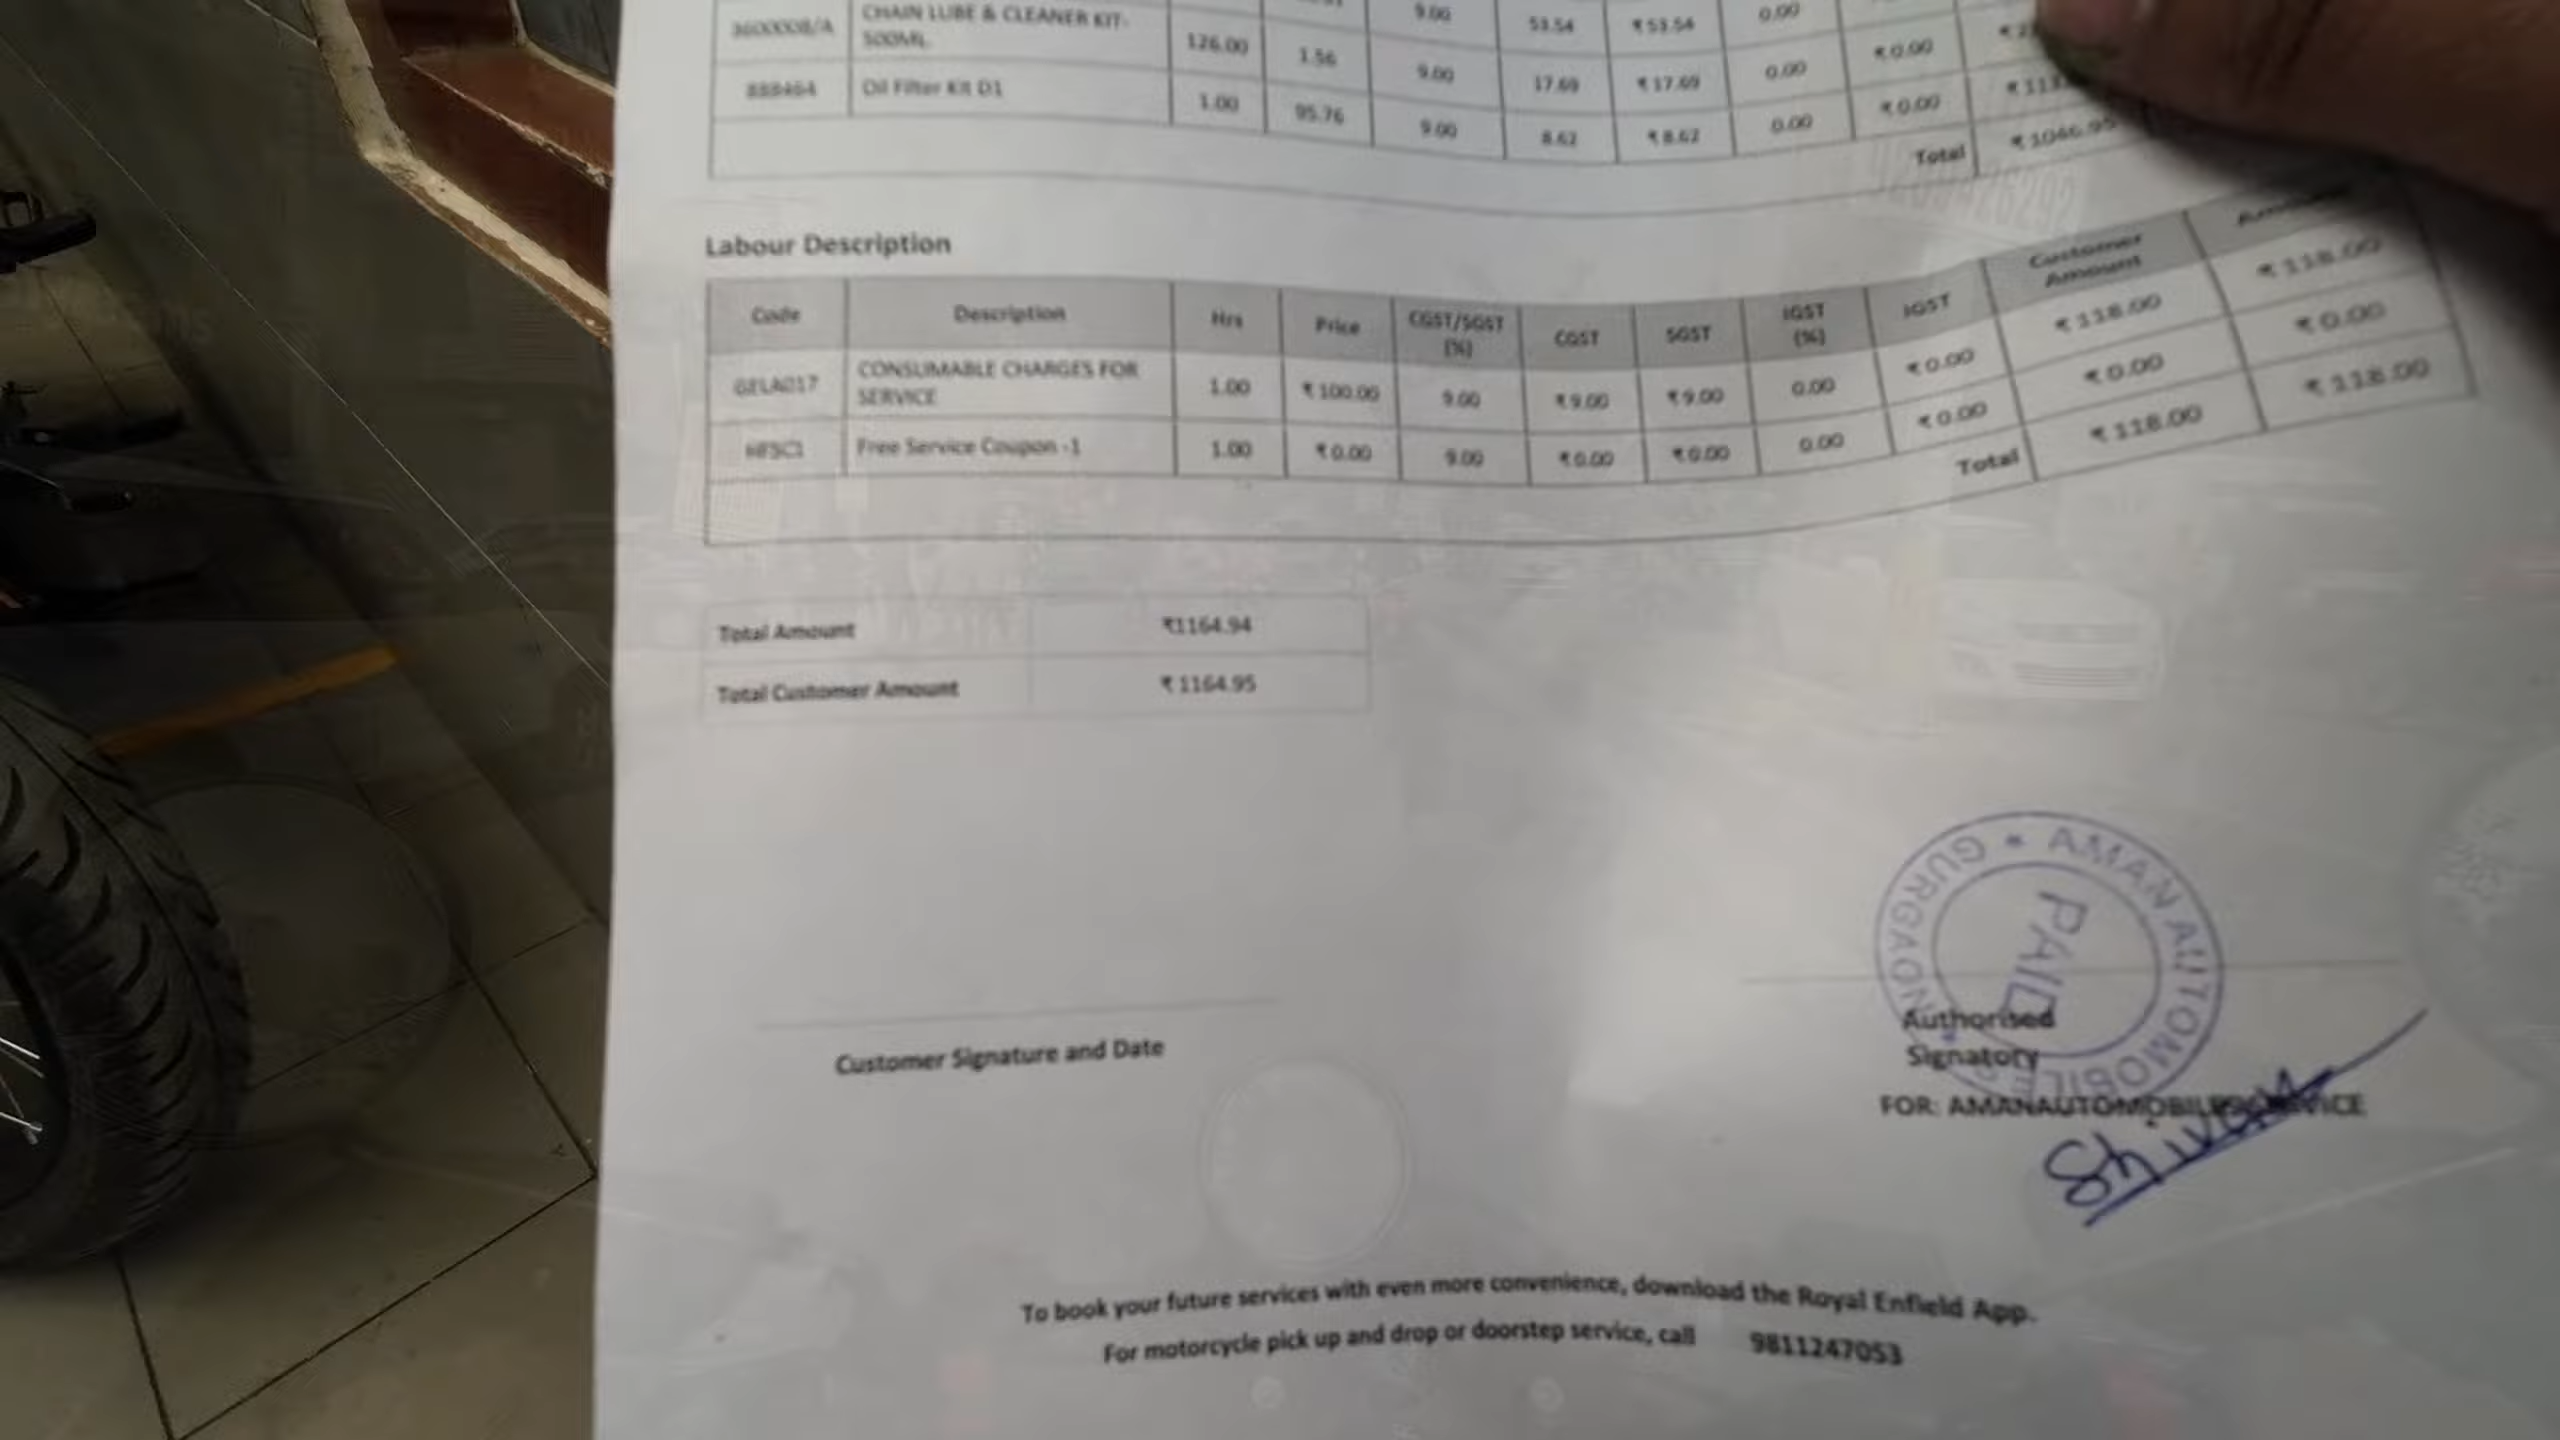 9.00 53.54 ₹53.54 0.00
3600008/A CHAIN LUBE & CLEANER KIT-
500ML 126.00 1.56 9.00 17.69 ₹17.69 0.00 ₹0.00
888464 Oil Filter Kit D1 1.00 95.76 9.00 8.62 ₹8.62 0.00 ₹0.00
Total ₹1046.95
Labour Description
Code Description Hrs Price CGST/SGST (%) CGST SGST IGST (%) IGST Customer Amount
GELA017 CONSUMABLE CHARGES FOR SERVICE 1.00 ₹100.00 9.00 ₹9.00 ₹9.00 0.00 ₹0.00 ₹118.00 ₹118.00
Free Service Coupon -1 1.00 ₹0.00 9.00 ₹0.00 ₹0.00 0.00 ₹0.00 ₹0.00 ₹0.00
Total ₹118.00 ₹118.00
Total Amount ₹1164.94
Total Customer Amount ₹1164.95
AMAN AUTOMOBILES
GURGAON
PAID
Customer Signature and Date
Authorised
Signatory
FOR: AMANAUTOMOBILESSERVICE
Shivam
To book your future services with even more convenience, download the Royal Enfield App.
For motorcycle pick up and drop or doorstep service, call 9811247053